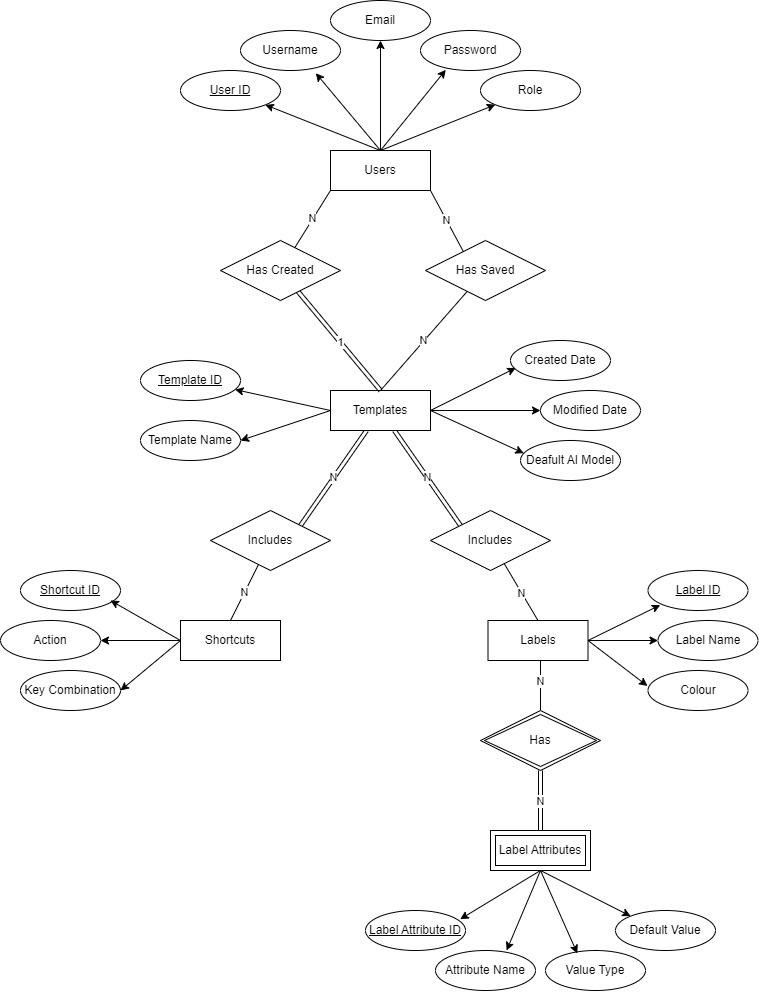 Email
Username
Password
User ID
Role
Users
N
N
Has Created
Has Saved
1
N
Created Date
Template ID
Templates
Modified Date
Template Name
Deafult AI Model
N
N
Includes
Includes
N
N
Shortcut ID
Label ID
Action
Shortcuts
Labels
Label Name
Key Combination
Colour
N
Has
N
Label Attributes
Label Attribute ID
Default Value
Attribute Name
Value Type